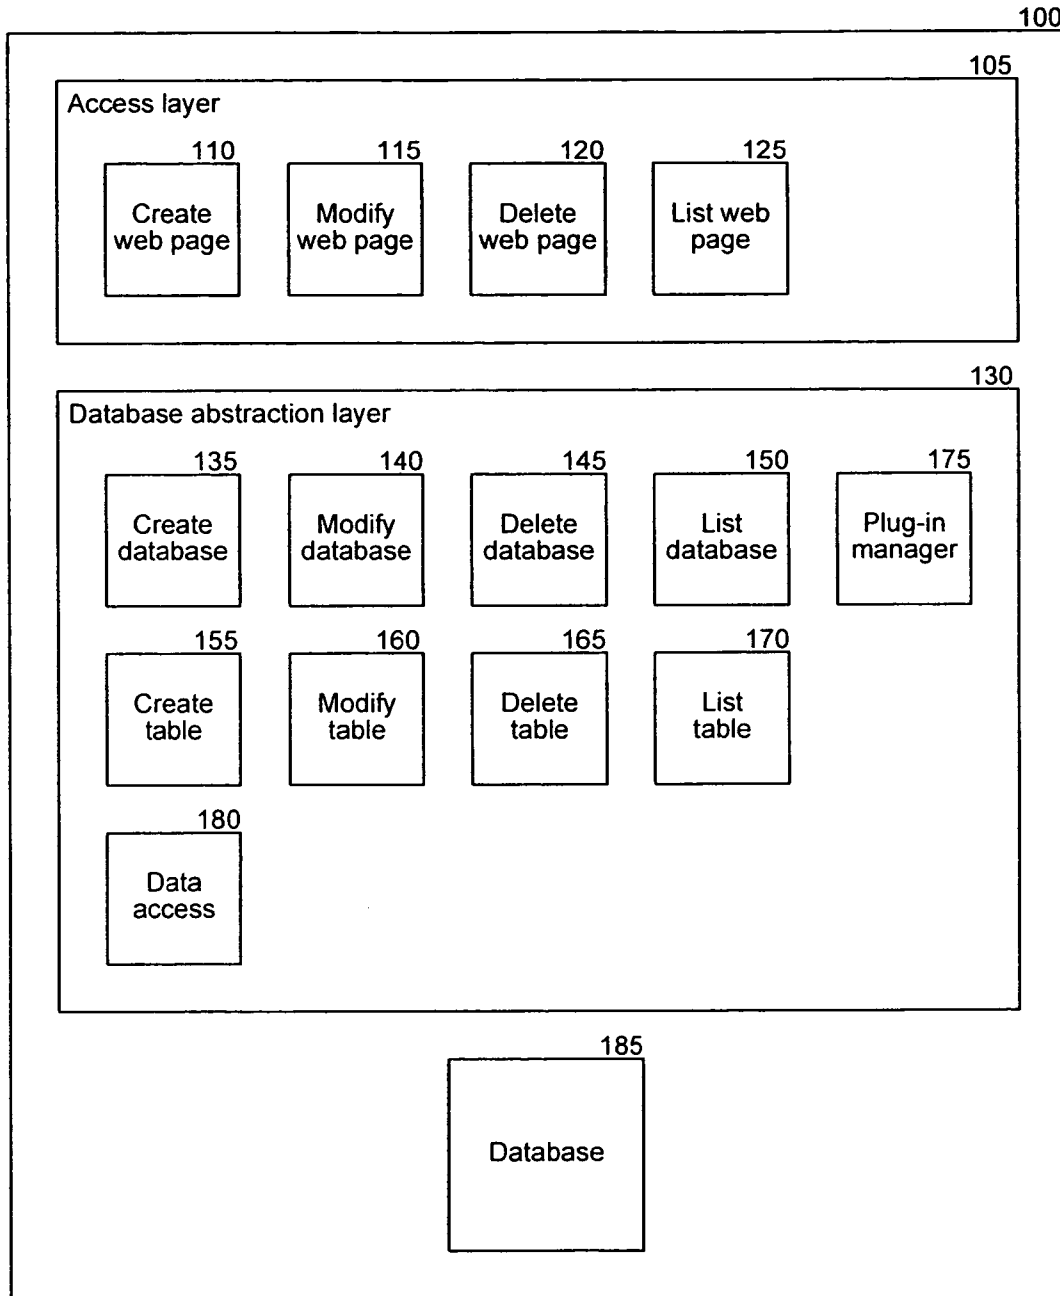 100
105
Access layer
110 115 120 125
Create Modify Delete List web
web page web page web page page
130
Database abstraction layer
135 140 145 150 175
Create Modify Delete List Plug-in
database database database database manager
155 160 165 170
Create Modify Delete List
table table table table
180
Data
access
185
Database